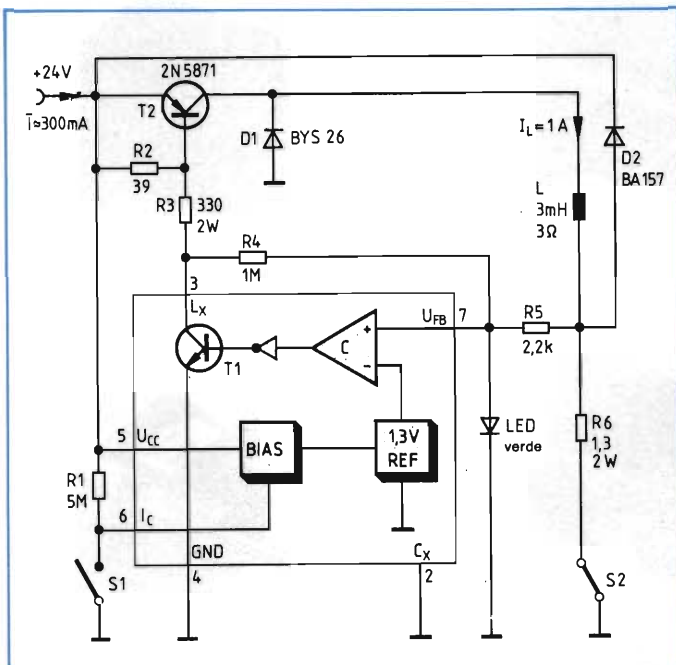 +24V
ī≈300mA
2N5871
T2
R2
39
R3
330
2W
D1
BYS 26
I_L=1A
L
3mH
3Ω
D2
BA157
R4
1M
3
L_X
T1
C
+
−
U_FB
7
R5
2,2k
5
U_CC
BIAS
1,3V
REF
LED
verde
R6
1,3
2W
R1
5M
6
I_C
GND
4
C_X
2
S1
S2